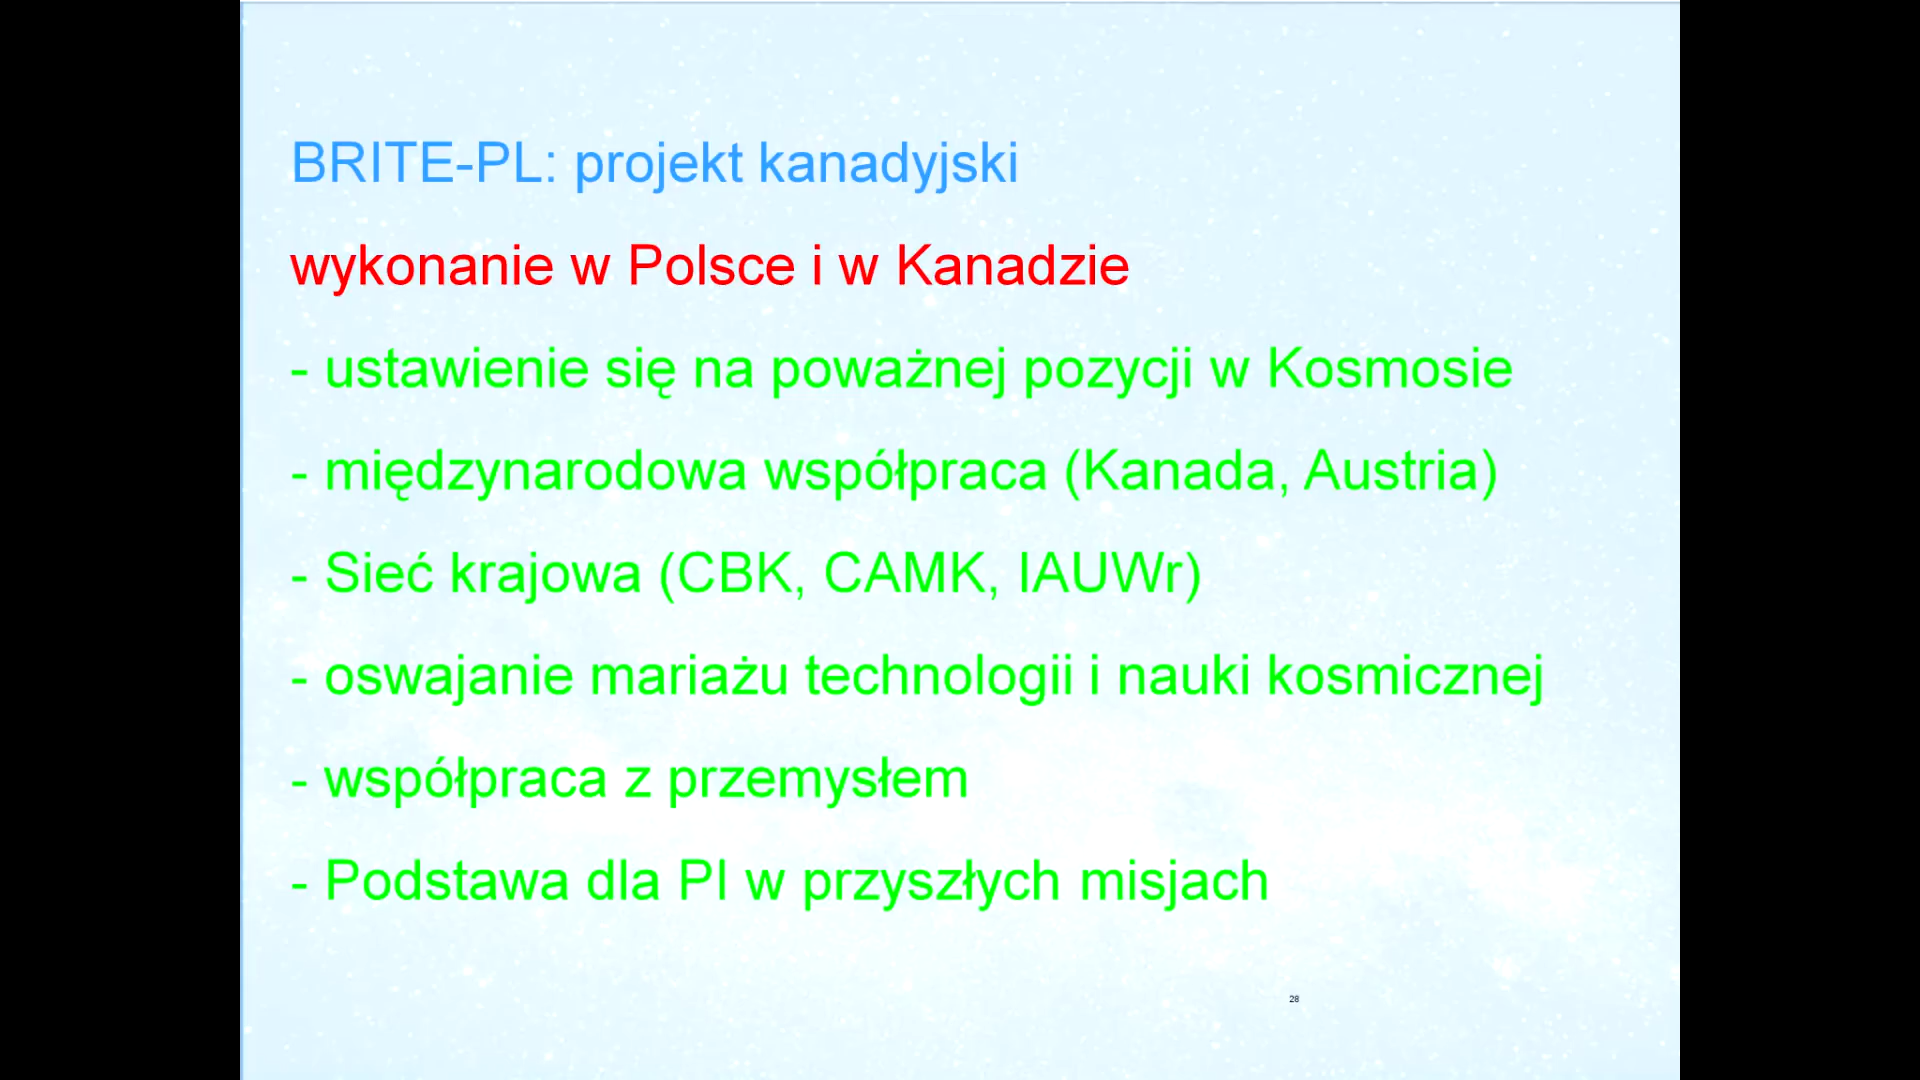 BRITE-PL: projekt kanadyjski
wykonanie w Polsce i w Kanadzie
- ustawienie się na poważnej pozycji w Kosmosie
- międzynarodowa współpraca (Kanada, Austria)
- Sieć krajowa (CBK, CAMK, IAUWr)
- oswajanie mariażu technologii i nauki kosmicznej
- współpraca z przemysłem
- Podstawa dla PI w przyszłych misjach
28